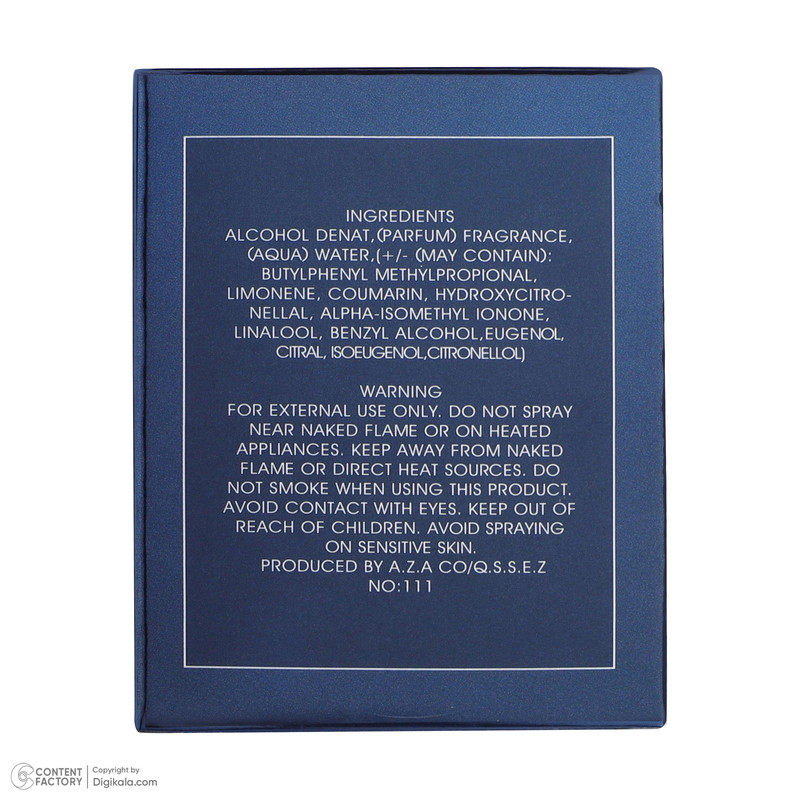 INGREDIENTS
ALCOHOL DENAT,(PARFUM) FRAGRANCE,
(AQUA) WATER,(+/- (MAY CONTAIN):
BUTYLPHENYL METHYLPROPIONAL,
LIMONENE, COUMARIN, HYDROXYCITRO-
NELLAL, ALPHA-ISOMETHYL IONONE,
LINALOOL, BENZYL ALCOHOL,EUGENOL,
CITRAL, ISOEUGENOL,CITRONELLOL)
WARNING
FOR EXTERNAL USE ONLY. DO NOT SPRAY
NEAR NAKED FLAME OR ON HEATED
APPLIANCES. KEEP AWAY FROM NAKED
FLAME OR DIRECT HEAT SOURCES. DO
NOT SMOKE WHEN USING THIS PRODUCT.
AVOID CONTACT WITH EYES. KEEP OUT OF
REACH OF CHILDREN. AVOID SPRAYING
ON SENSITIVE SKIN.
PRODUCED BY A.Z.A CO/Q.S.S.E.Z
NO:111
CONTENT FACTORY
Copyright by
Digikala.com